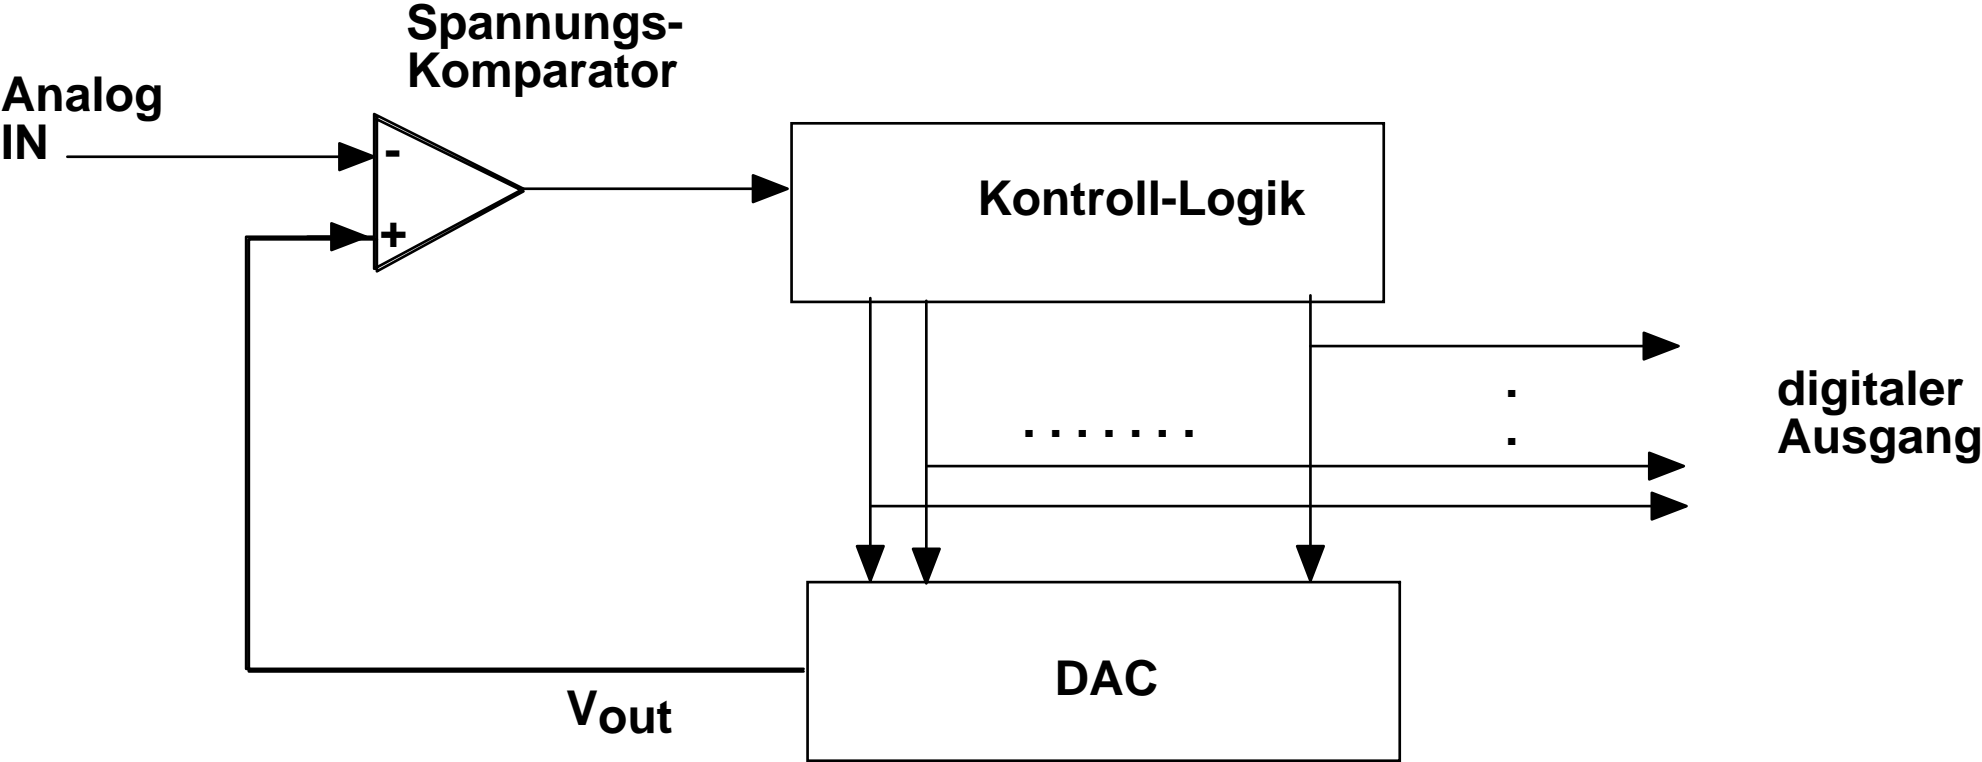 Spannungs-
Komparator
Analog
IN
-
+
Kontroll-Logik
.......
.
.
digitaler
Ausgang
DAC
Vout